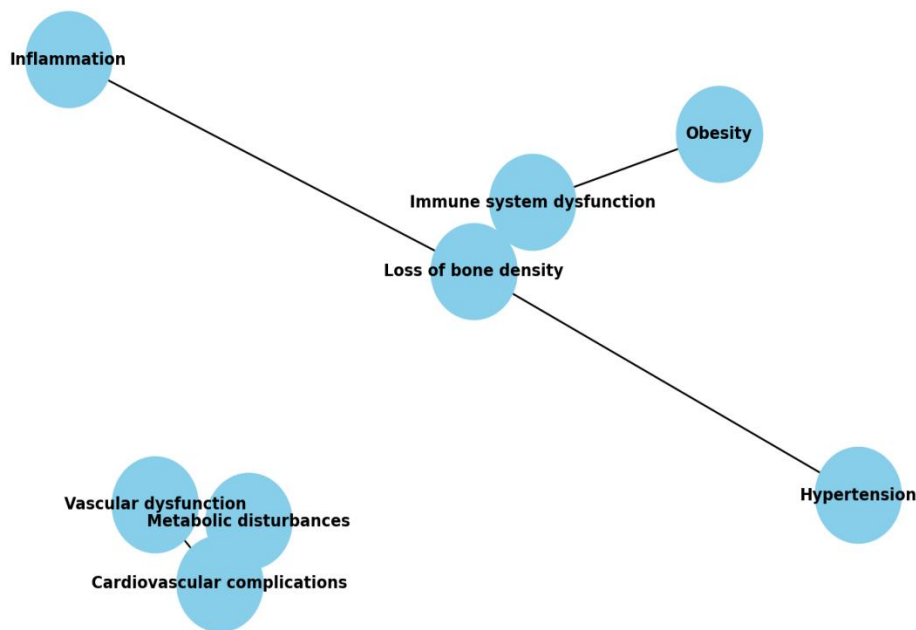 Inflammation
Obesity
Immune system dysfunction
Loss of bone density
Hypertension
Vascular dysfunction
Metabolic disturbances
Cardiovascular complications